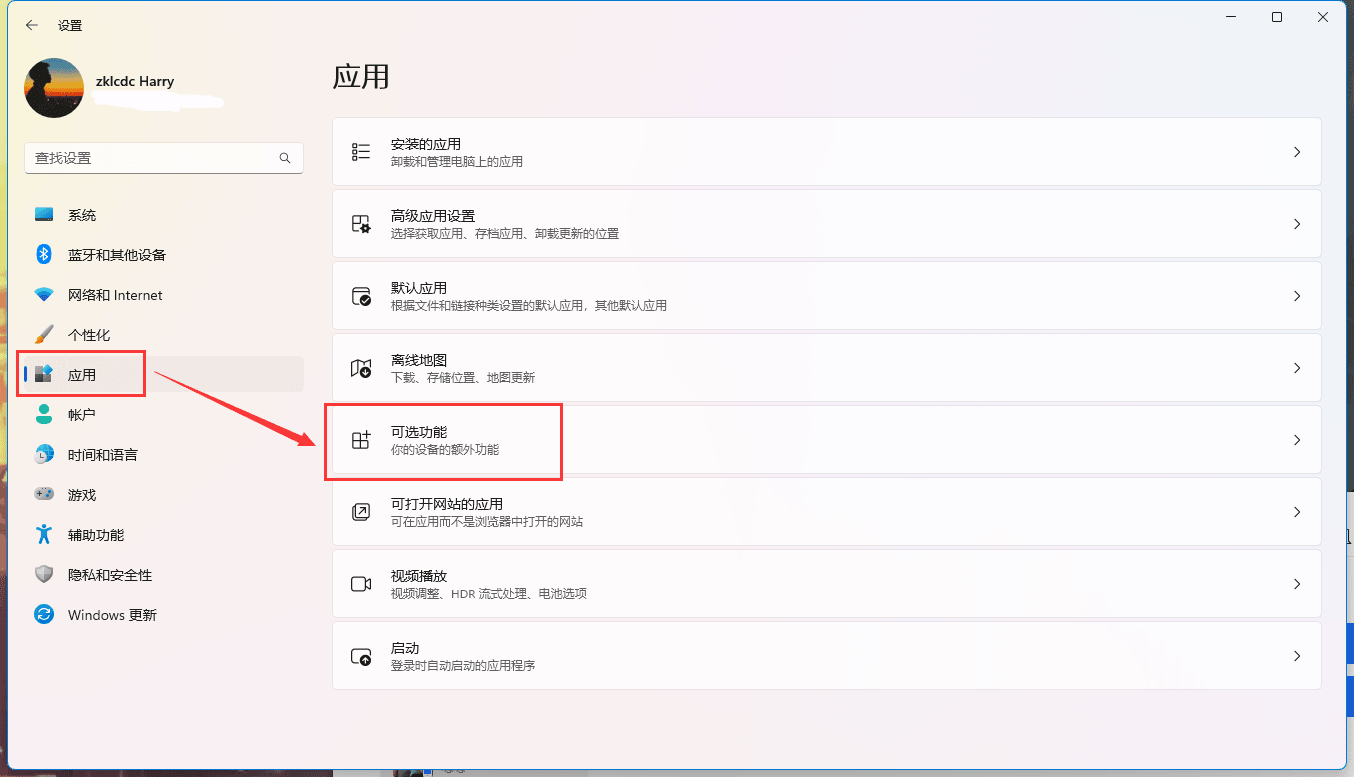 设置
zklcdc Harry
查找设置
系统
蓝牙和其他设备
网络和 Internet
个性化
应用
帐户
时间和语言
游戏
辅助功能
隐私和安全性
Windows 更新
应用
安装的应用
卸载和管理电脑上的应用
高级应用设置
选择获取应用、存档应用、卸载更新的位置
默认应用
根据文件和链接种类设置的默认应用，其他默认应用
离线地图
下载、存储位置、地图更新
可选功能
你的设备的额外功能
可打开网站的应用
可在应用而不是浏览器中打开的网站
视频播放
视频调整、HDR 流式处理、电池选项
启动
登录时自动启动的应用程序